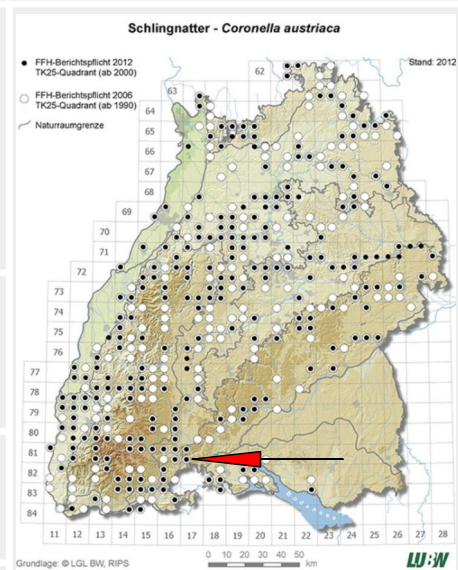 Schlingnatter - Coronella austriaca
FFH-Berichtspflicht 2012
TK25-Quadrant (ab 2000)
FFH-Berichtspflicht 2006
TK25-Quadrant (ab 1990)
Naturraumgrenze
Stand: 2012
62
63
64
65
66
67
68
69
70
71
72
73
74
75
76
77
78
79
80
81
82
83
84
Bodensee
11 12 13 14 15 16 17 18 19 20 21 22 23 24 25 26 27 28
0 10 20 30 40 50
km
Grundlage: © LGL BW, RIPS
LUBW